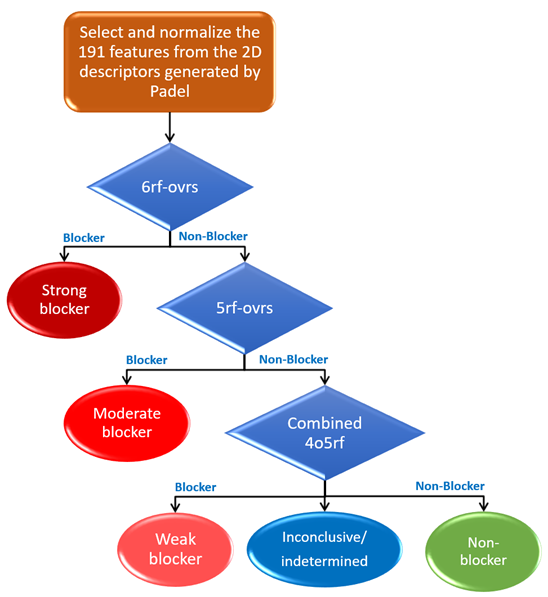 Select and normalize the
191 features from the 2D
descriptors generated by
Padel
6rf-ovrs
Blocker
Non-Blocker
Strong
blocker
5rf-ovrs
Blocker
Non-Blocker
Moderate
blocker
Combined
4o5rf
Blocker
Non-Blocker
Weak
blocker
Inconclusive/
indetermined
Non-
blocker